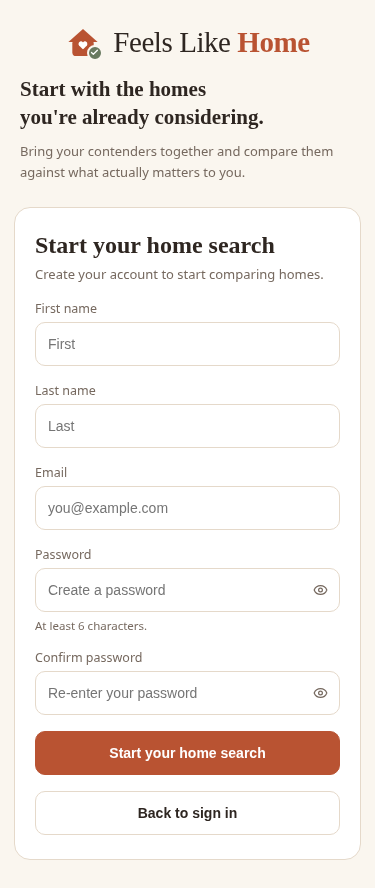 Feels Like Home
Start with the homes
you're already considering.
Bring your contenders together and compare them
against what actually matters to you.
Start your home search
Create your account to start comparing homes.
First name
First
Last name
Last
Email
you@example.com
Password
Create a password
At least 6 characters.
Confirm password
Re-enter your password
Start your home search
Back to sign in